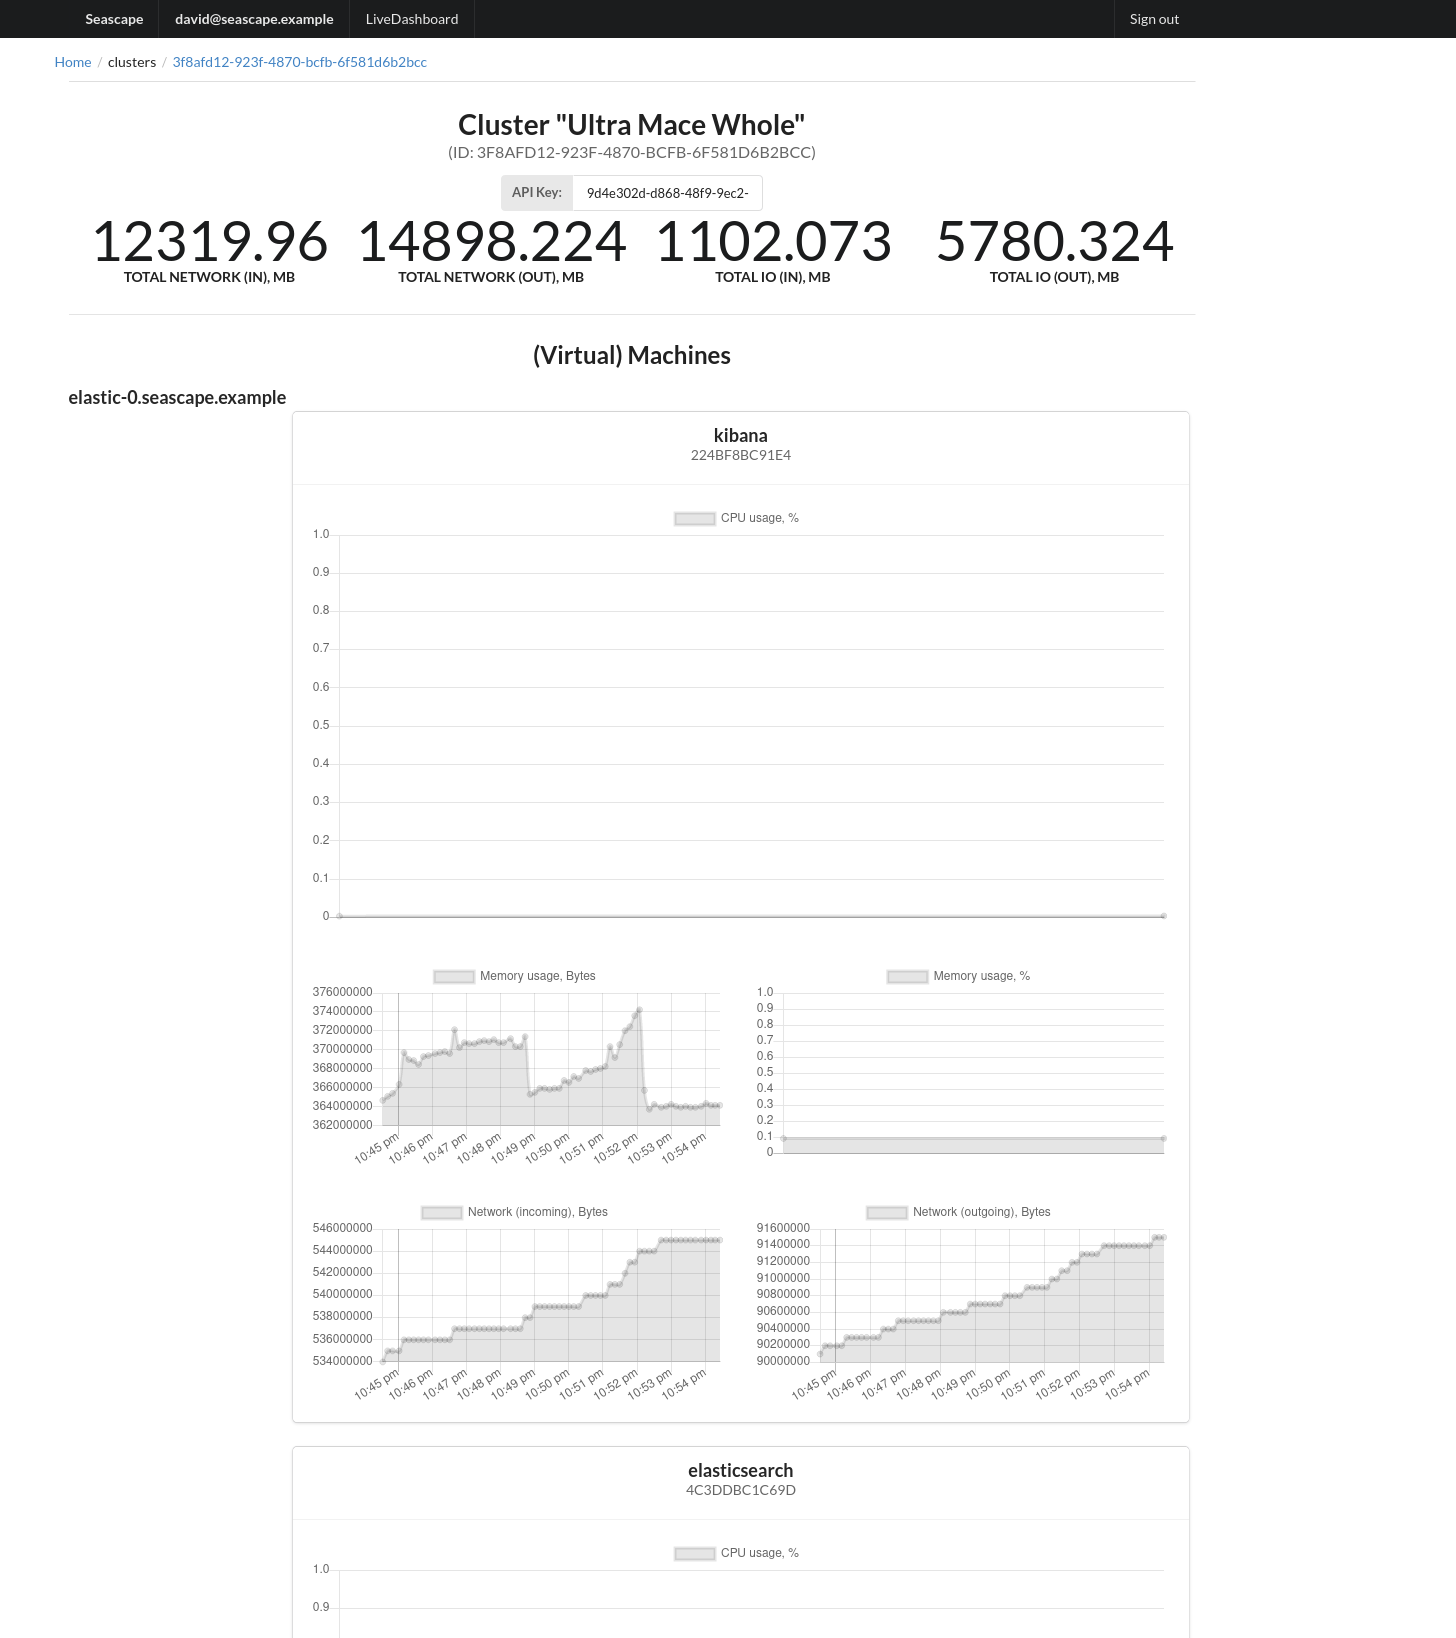 Seascape david@seascape.example LiveDashboard Sign out
Home / clusters / 3f8afd12-923f-4870-bcfb-6f581d6b2bcc
Cluster "Ultra Mace Whole"
(ID: 3F8AFD12-923F-4870-BCFB-6F581D6B2BCC)
API Key: 9d4e302d-d868-48f9-9ec2-
12319.96 14898.224 1102.073 5780.324
TOTAL NETWORK (IN), MB TOTAL NETWORK (OUT), MB TOTAL IO (IN), MB TOTAL IO (OUT), MB
(Virtual) Machines
elastic-0.seascape.example
kibana
224BF8BC91E4
CPU usage, %
1.0
0.9
0.8
0.7
0.6
0.5
0.4
0.3
0.2
0.1
0
Memory usage, Bytes
376000000
374000000
372000000
370000000
368000000
366000000
364000000
362000000
10:45 pm 10:46 pm 10:47 pm 10:48 pm 10:49 pm 10:50 pm 10:51 pm 10:52 pm 10:53 pm 10:54 pm
Memory usage, %
1.0
0.9
0.8
0.7
0.6
0.5
0.4
0.3
0.2
0.1
0
Network (incoming), Bytes
546000000
544000000
542000000
540000000
538000000
536000000
534000000
10:45 pm 10:46 pm 10:47 pm 10:48 pm 10:49 pm 10:50 pm 10:51 pm 10:52 pm 10:53 pm 10:54 pm
Network (outgoing), Bytes
91600000
91400000
91200000
91000000
90800000
90600000
90400000
90200000
90000000
10:45 pm 10:46 pm 10:47 pm 10:48 pm 10:49 pm 10:50 pm 10:51 pm 10:52 pm 10:53 pm 10:54 pm
elasticsearch
4C3DDBC1C69D
CPU usage, %
1.0
0.9